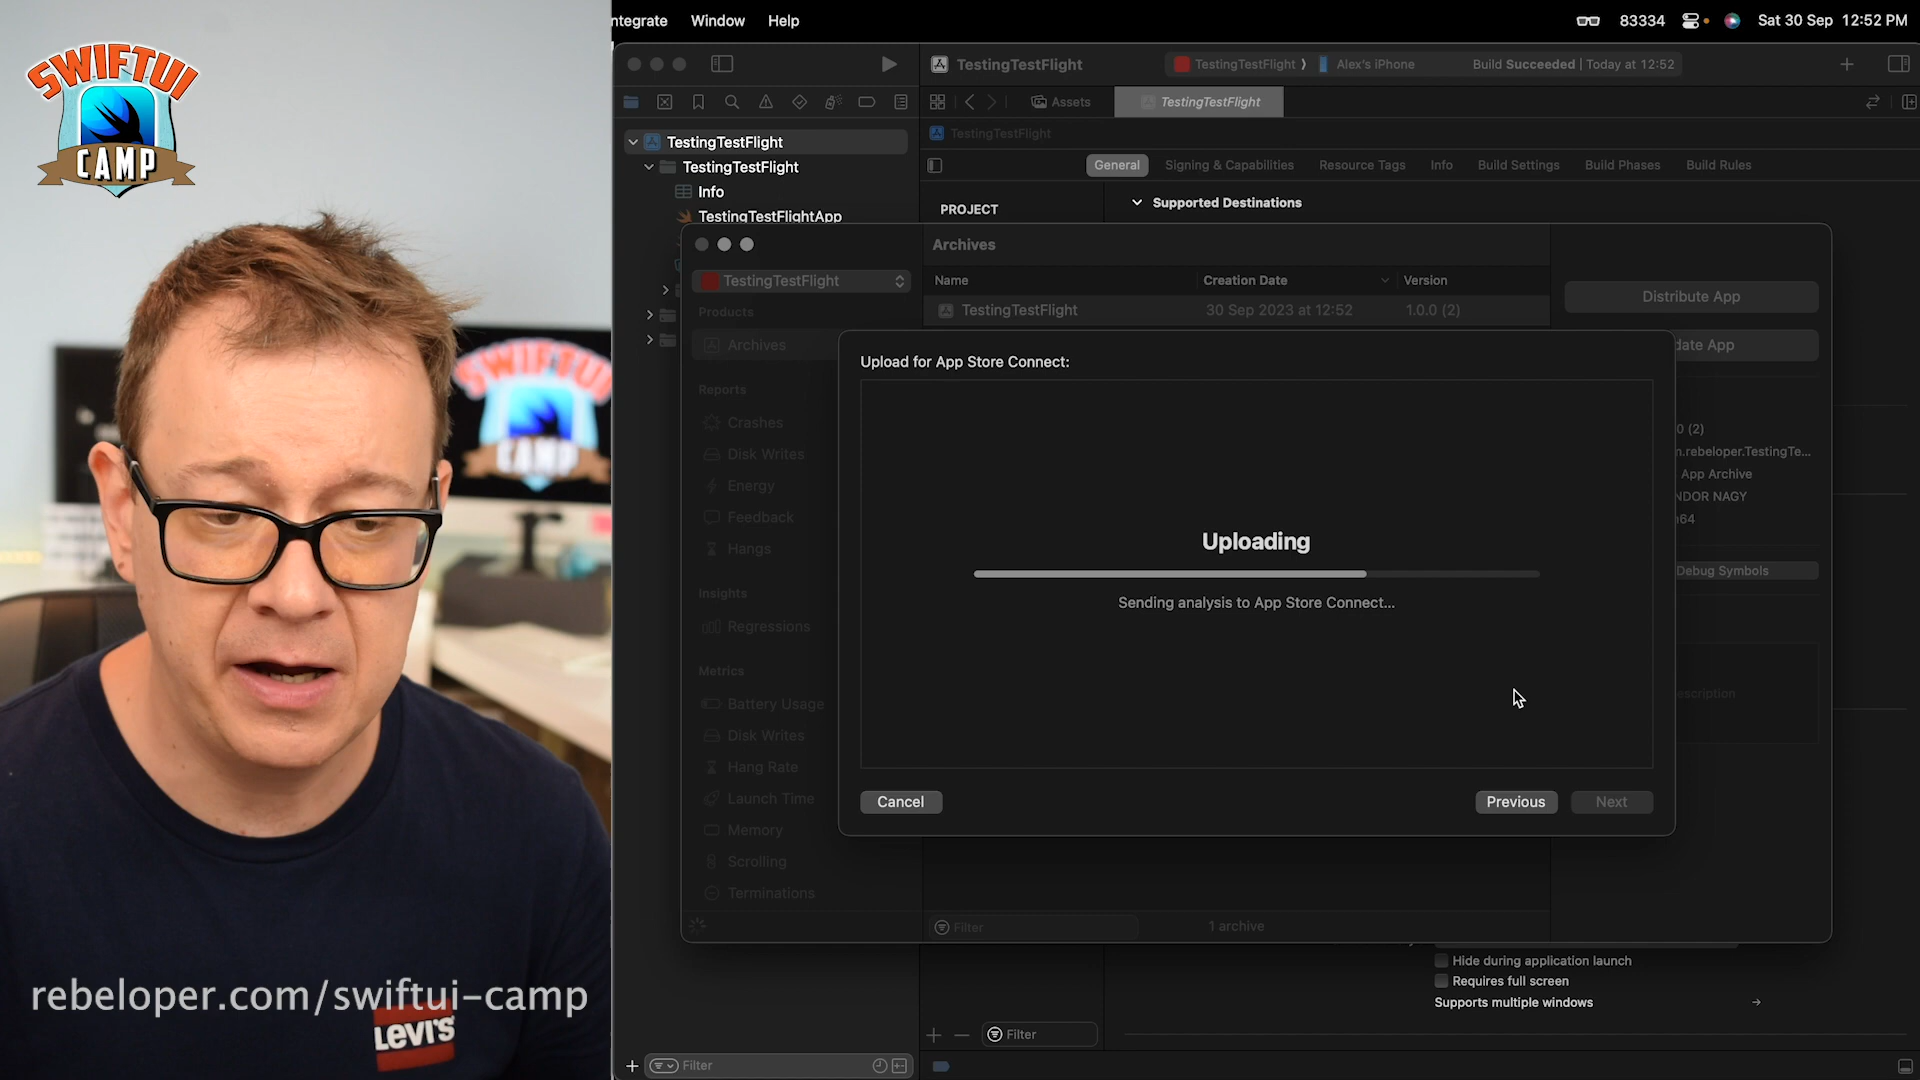 SWIFTUI
CAMP
SWIFTUI
CAMP
rebeloper.com/swiftui-camp
LEVI'S
ntegrate
Window
Help
83334
Sat 30 Sep 12:52 PM
TestingTestFlight
TestingTestFlight
Alex's iPhone
Build Succeeded | Today at 12:52
Assets
TestingTestFlight
TestingTestFlight
TestingTestFlight
TestingTestFlight
Info
TestingTestFlightApp
General
Signing & Capabilities
Resource Tags
Info
Build Settings
Build Phases
Build Rules
PROJECT
Supported Destinations
Archives
TestingTestFlight
Name
Creation Date
Version
Products
TestingTestFlight
30 Sep 2023 at 12:52
1.0.0 (2)
Distribute App
Archives
date App
Reports
Crashes
Disk Writes
Energy
Feedback
Hangs
Insights
Regressions
Metrics
Battery Usage
Disk Writes
Hang Rate
Launch Time
Memory
Scrolling
Terminations
Upload for App Store Connect:
Uploading
Sending analysis to App Store Connect...
Cancel
Previous
Next
0 (2)
n.rebeloper.TestingTe...
App Archive
NDOR NAGY
Debug Symbols
escription
Filter
1 archive
Hide during application launch
Requires full screen
Supports multiple windows
Filter
Filter